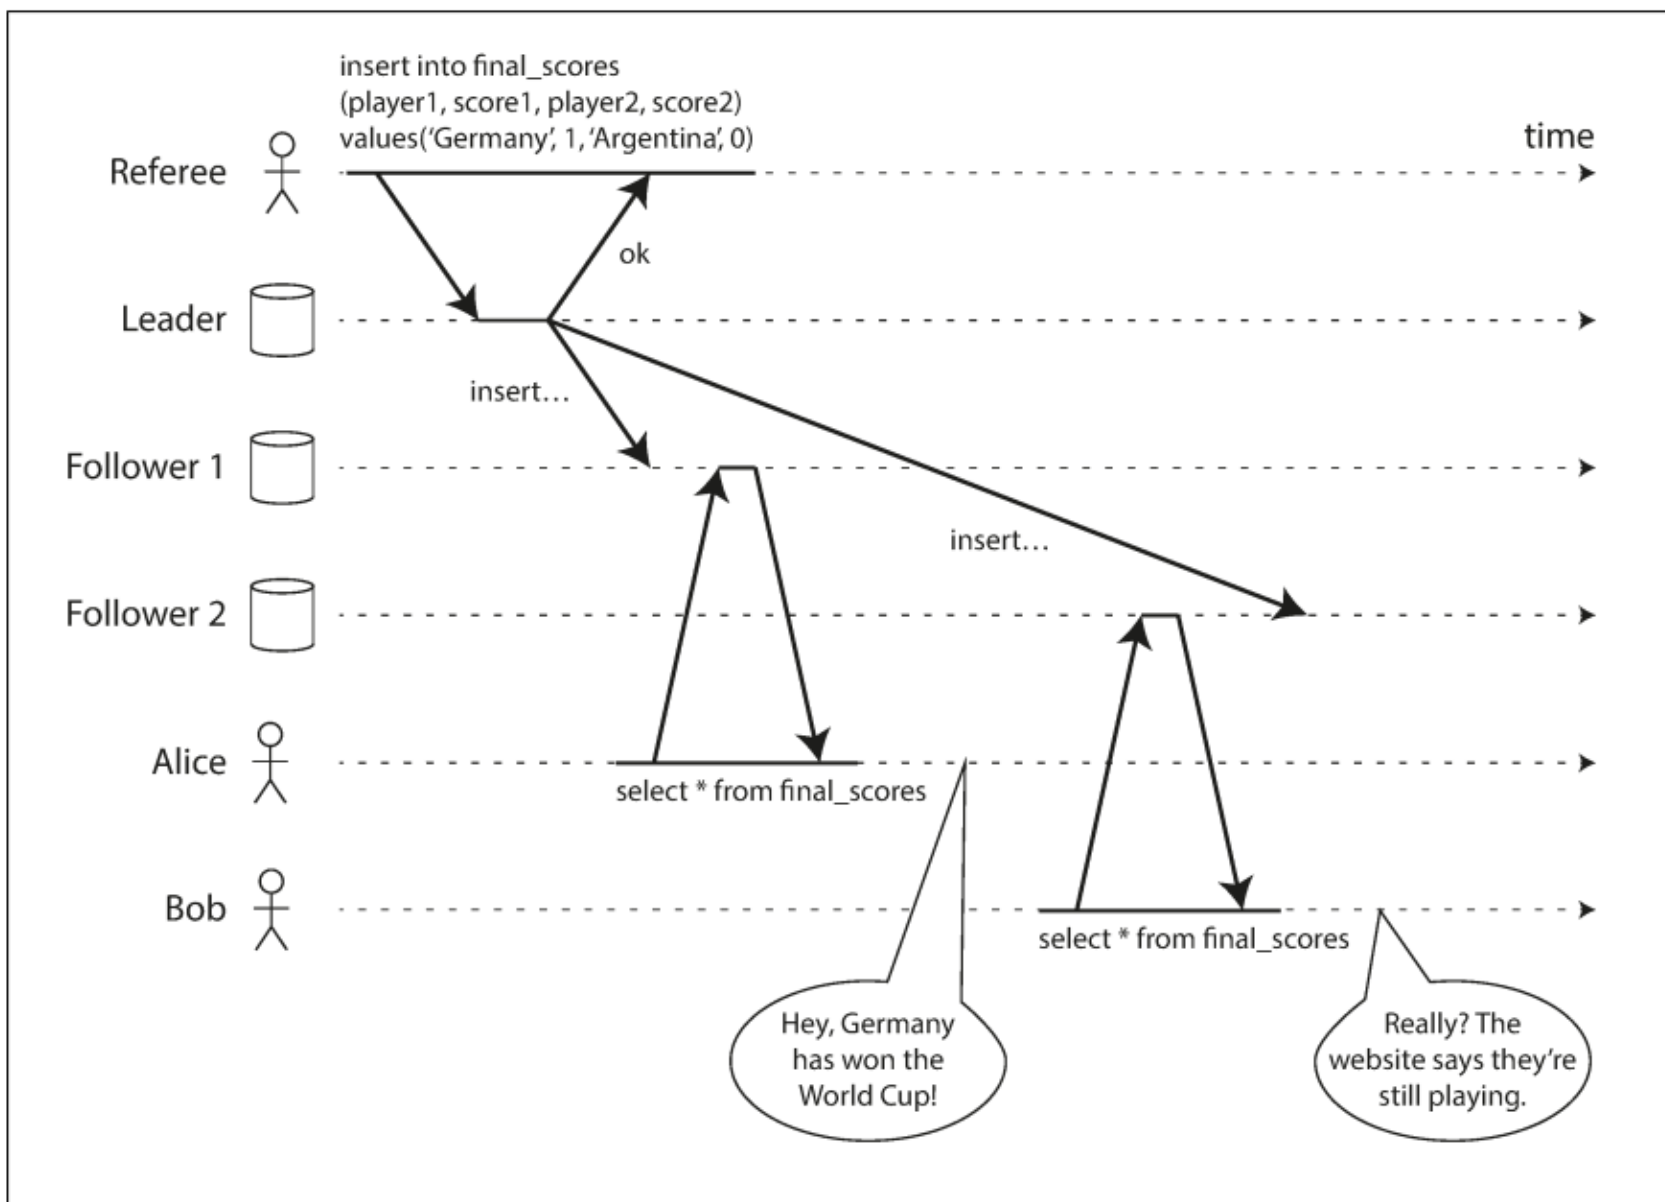 insert into final_scores
(player1, score1, player2, score2)
values(‘Germany’, 1, ‘Argentina’, 0)
time
Referee
ok
Leader
insert…
Follower 1
insert…
Follower 2
Alice
select * from final_scores
Bob
select * from final_scores
Hey, Germany
has won the
World Cup!
Really? The
website says they’re
still playing.